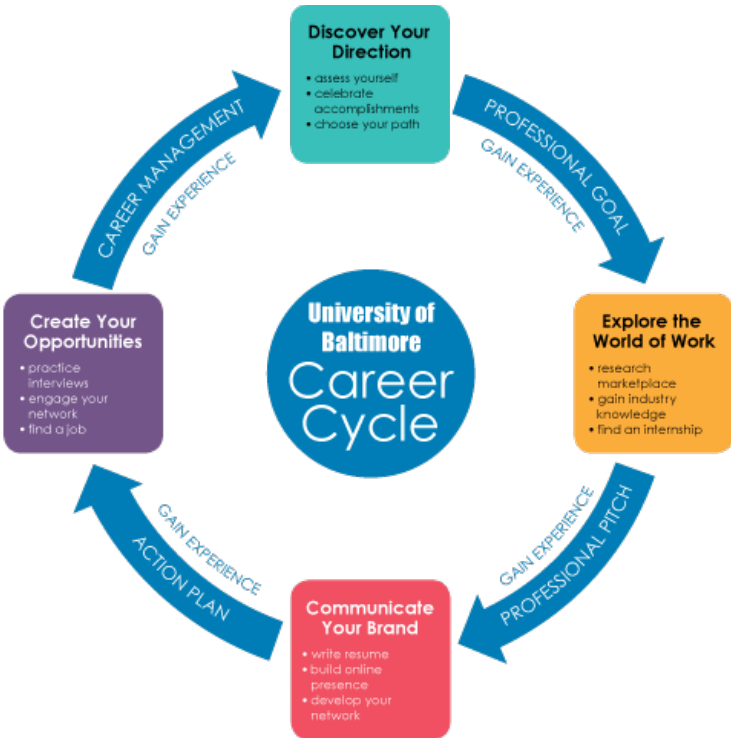 Discover Your
Direction
• assess yourself
• celebrate
accomplishments
• choose your path
PROFESSIONAL GOAL
GAIN EXPERIENCE
Explore the
World of Work
• research
marketplace
• gain industry
knowledge
• find an internship
PROFESSIONAL PITCH
GAIN EXPERIENCE
Communicate
Your Brand
• write resume
• build online
presence
• develop your
network
ACTION PLAN
GAIN EXPERIENCE
Create Your
Opportunities
• practice
interviews
• engage your
network
• find a job
CAREER MANAGEMENT
GAIN EXPERIENCE
University of
Baltimore
Career
Cycle